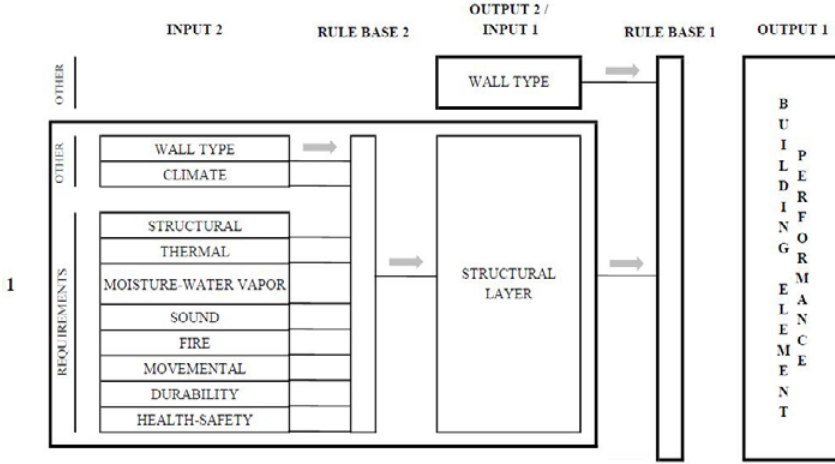 INPUT 2
RULE BASE 2
OUTPUT 2 /
INPUT 1
RULE BASE 1
OUTPUT 1
OTHER
WALL TYPE
OTHER
WALL TYPE
CLIMATE
1
REQUIREMENTS
STRUCTURAL
THERMAL
MOISTURE-WATER VAPOR
SOUND
FIRE
MOVEMENTAL
DURABILITY
HEALTH-SAFETY
STRUCTURAL
LAYER
BUILDING ELEMENT
PERFORMANCE